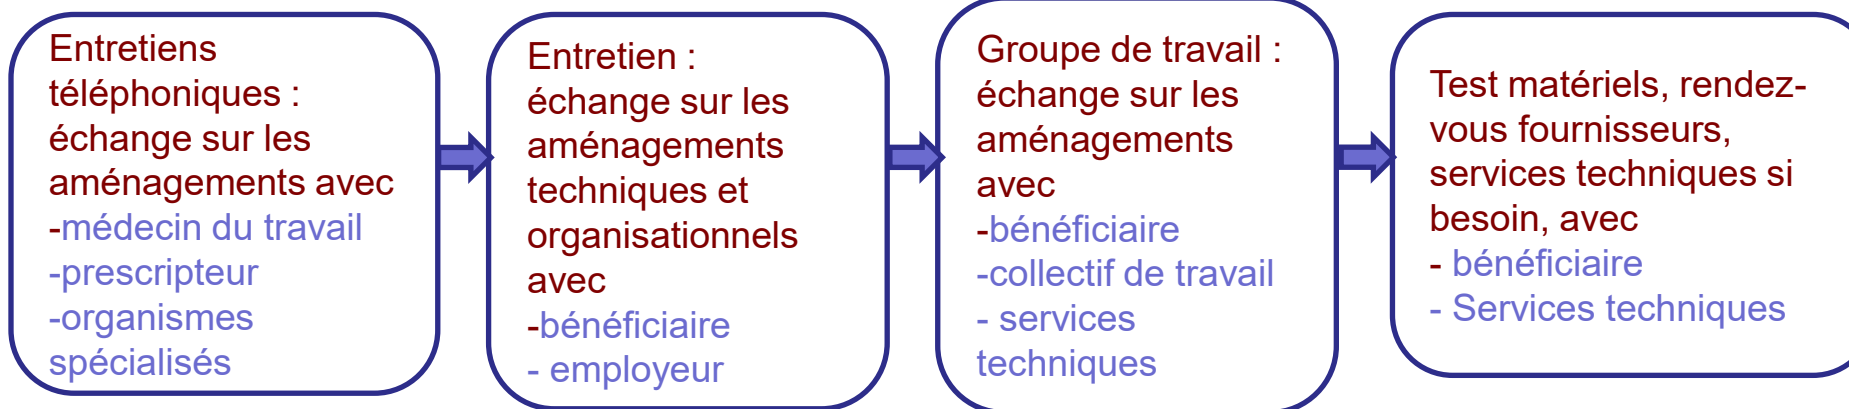 Entretiens
téléphoniques :
échange sur les
aménagements avec
-médecin du travail
-prescripteur
-organismes
spécialisés
Entretien :
échange sur les
aménagements
techniques et
organisationnels
avec
-bénéficiaire
- employeur
Groupe de travail :
échange sur les
aménagements
avec
-bénéficiaire
-collectif de travail
- services
techniques
Test matériels, rendez-
vous fournisseurs,
services techniques si
besoin, avec
- bénéficiaire
- Services techniques